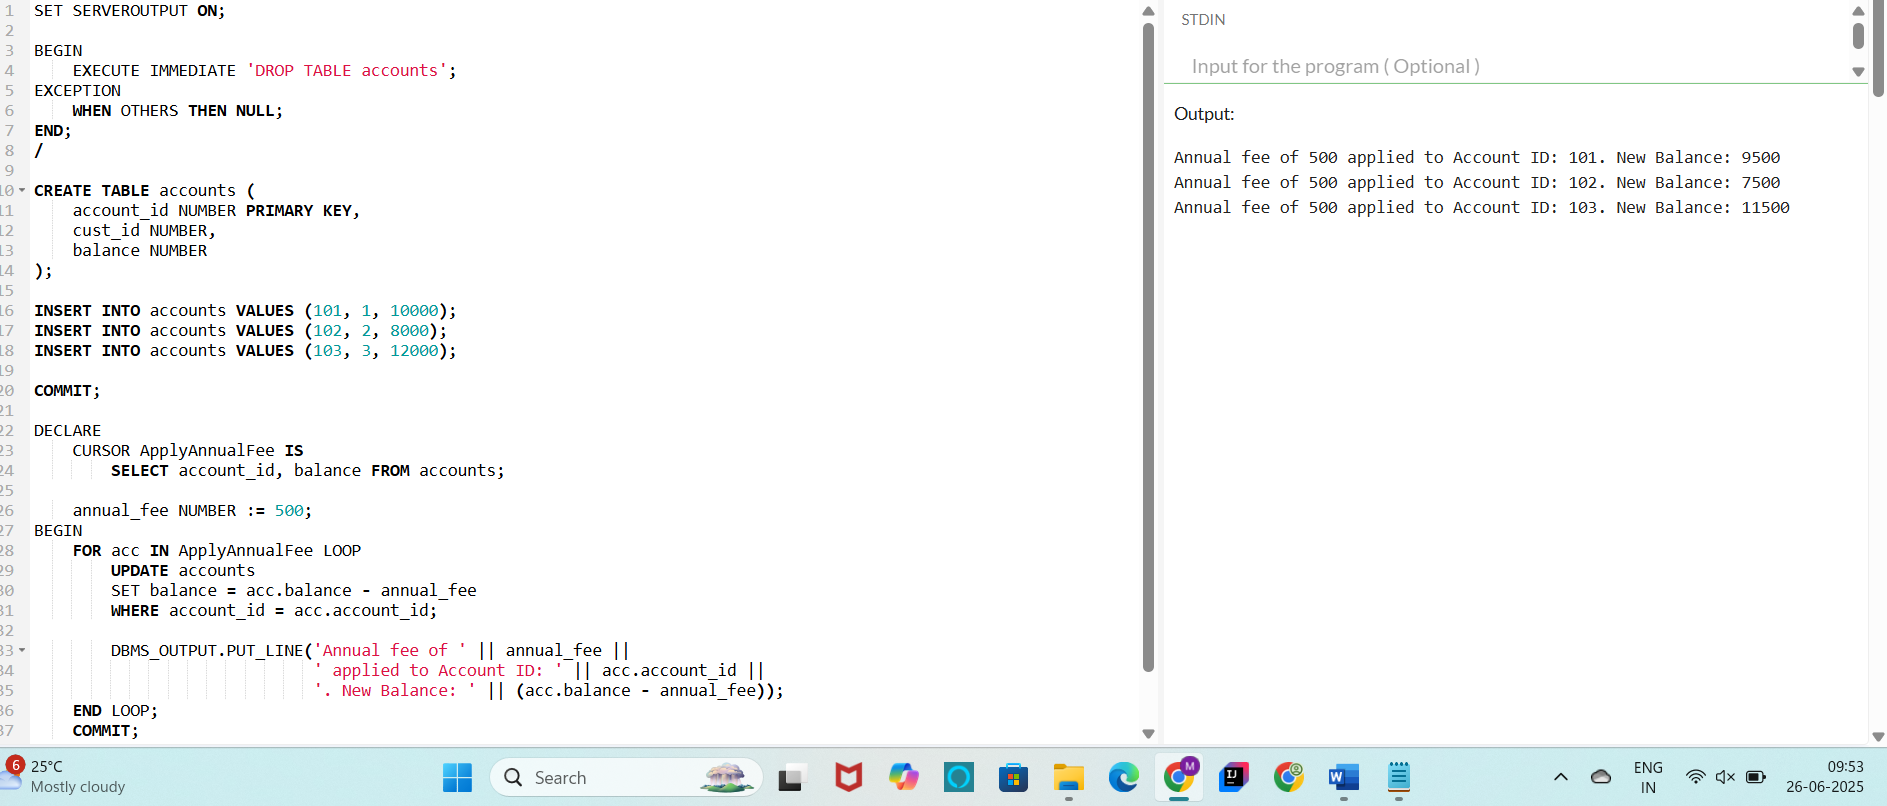 1 SET SERVEROUTPUT ON;
2
3 BEGIN
4 EXECUTE IMMEDIATE 'DROP TABLE accounts';
5 EXCEPTION
6 WHEN OTHERS THEN NULL;
7 END;
8 /
9
10 CREATE TABLE accounts (
11 account_id NUMBER PRIMARY KEY,
12 cust_id NUMBER,
13 balance NUMBER
14 );
15
16 INSERT INTO accounts VALUES (101, 1, 10000);
17 INSERT INTO accounts VALUES (102, 2, 8000);
18 INSERT INTO accounts VALUES (103, 3, 12000);
19
20 COMMIT;
21
22 DECLARE
23 CURSOR ApplyAnnualFee IS
24 SELECT account_id, balance FROM accounts;
25
26 annual_fee NUMBER := 500;
27 BEGIN
28 FOR acc IN ApplyAnnualFee LOOP
29 UPDATE accounts
30 SET balance = acc.balance - annual_fee
31 WHERE account_id = acc.account_id;
32
33 DBMS_OUTPUT.PUT_LINE('Annual fee of ' || annual_fee ||
34 ' applied to Account ID: ' || acc.account_id ||
35 '. New Balance: ' || (acc.balance - annual_fee));
36 END LOOP;
37 COMMIT;
STDIN
Input for the program ( Optional )
Output:
Annual fee of 500 applied to Account ID: 101. New Balance: 9500
Annual fee of 500 applied to Account ID: 102. New Balance: 7500
Annual fee of 500 applied to Account ID: 103. New Balance: 11500
6
25°C
Mostly cloudy
Search
M
IJ
W
ENG
IN
09:53
26-06-2025